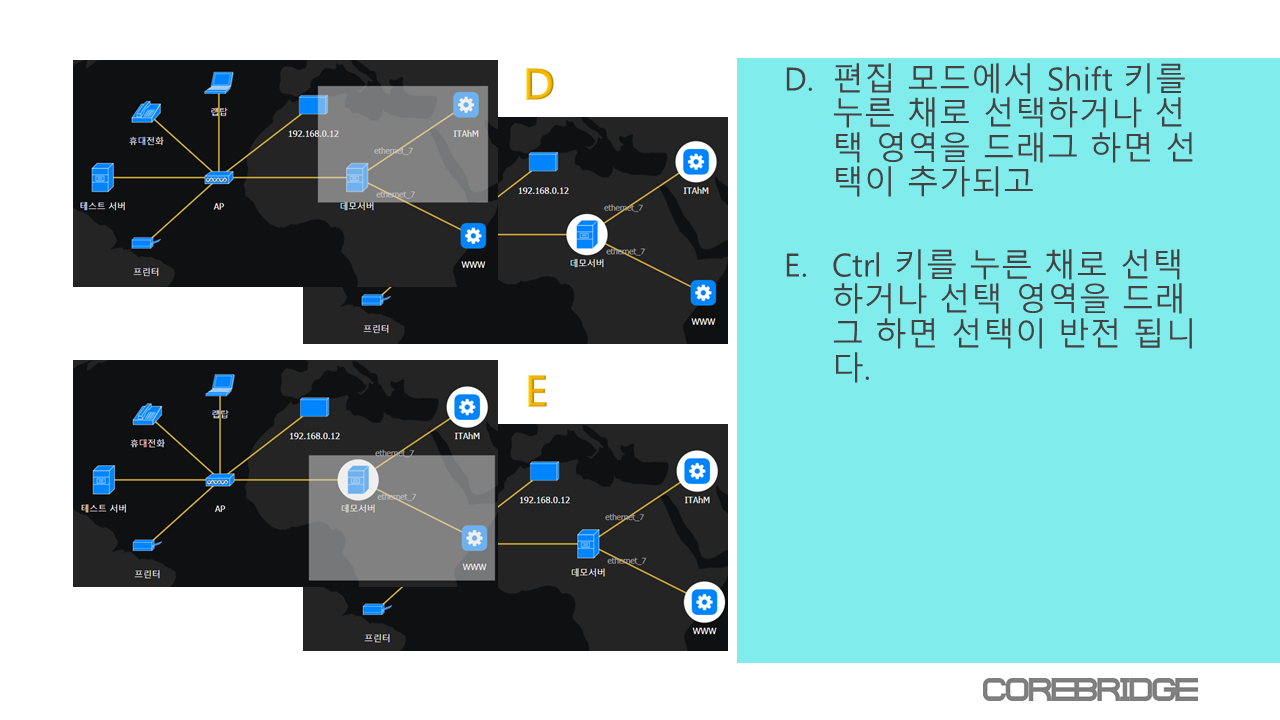 D
랩탑
휴대전화
192.168.0.12
ITAhM
ethernet_7
테스트 서버
AP
ethernet_7
데모서버
프린터
WWW
192.168.0.12
ITAhM
ethernet_7
ethernet_7
데모서버
WWW
프린터
E
랩탑
휴대전화
192.168.0.12
ITAhM
ethernet_7
테스트 서버
AP
ethernet_7
데모서버
프린터
WWW
192.168.0.12
ITAhM
ethernet_7
ethernet_7
데모서버
WWW
프린터
D. 편집 모드에서 Shift 키를
누른 채로 선택하거나 선
택 영역을 드래그 하면 선
택이 추가되고
E. Ctrl 키를 누른 채로 선택
하거나 선택 영역을 드래
그 하면 선택이 반전 됩니
다.
COREBRIDGE